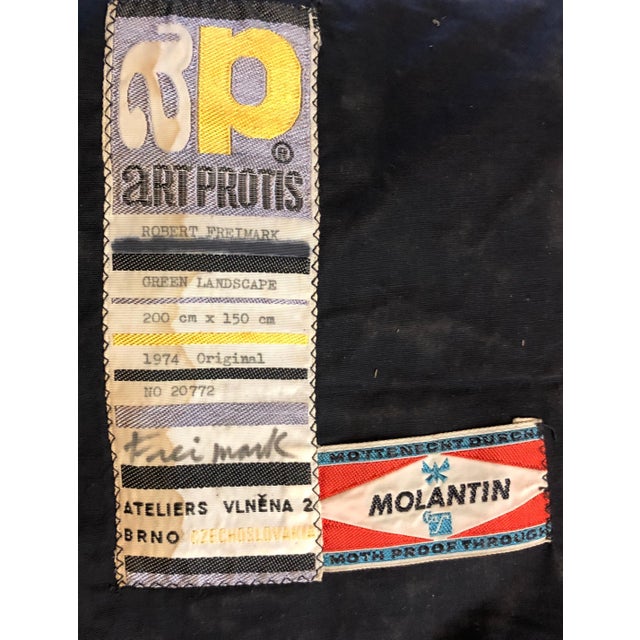 ap
®
aRT PROTIS
ROBERT FREIMARK
GREEN LANDSCAPE
200 cm x 150 cm
1974 Original
NO 20772
Freimark
ATELIERS VLNĚNA 2
BRNO CZECHOSLOVAKIA
MOTTENECHT DURCH
MOLANTIN
MOTH PROOF THROUGH